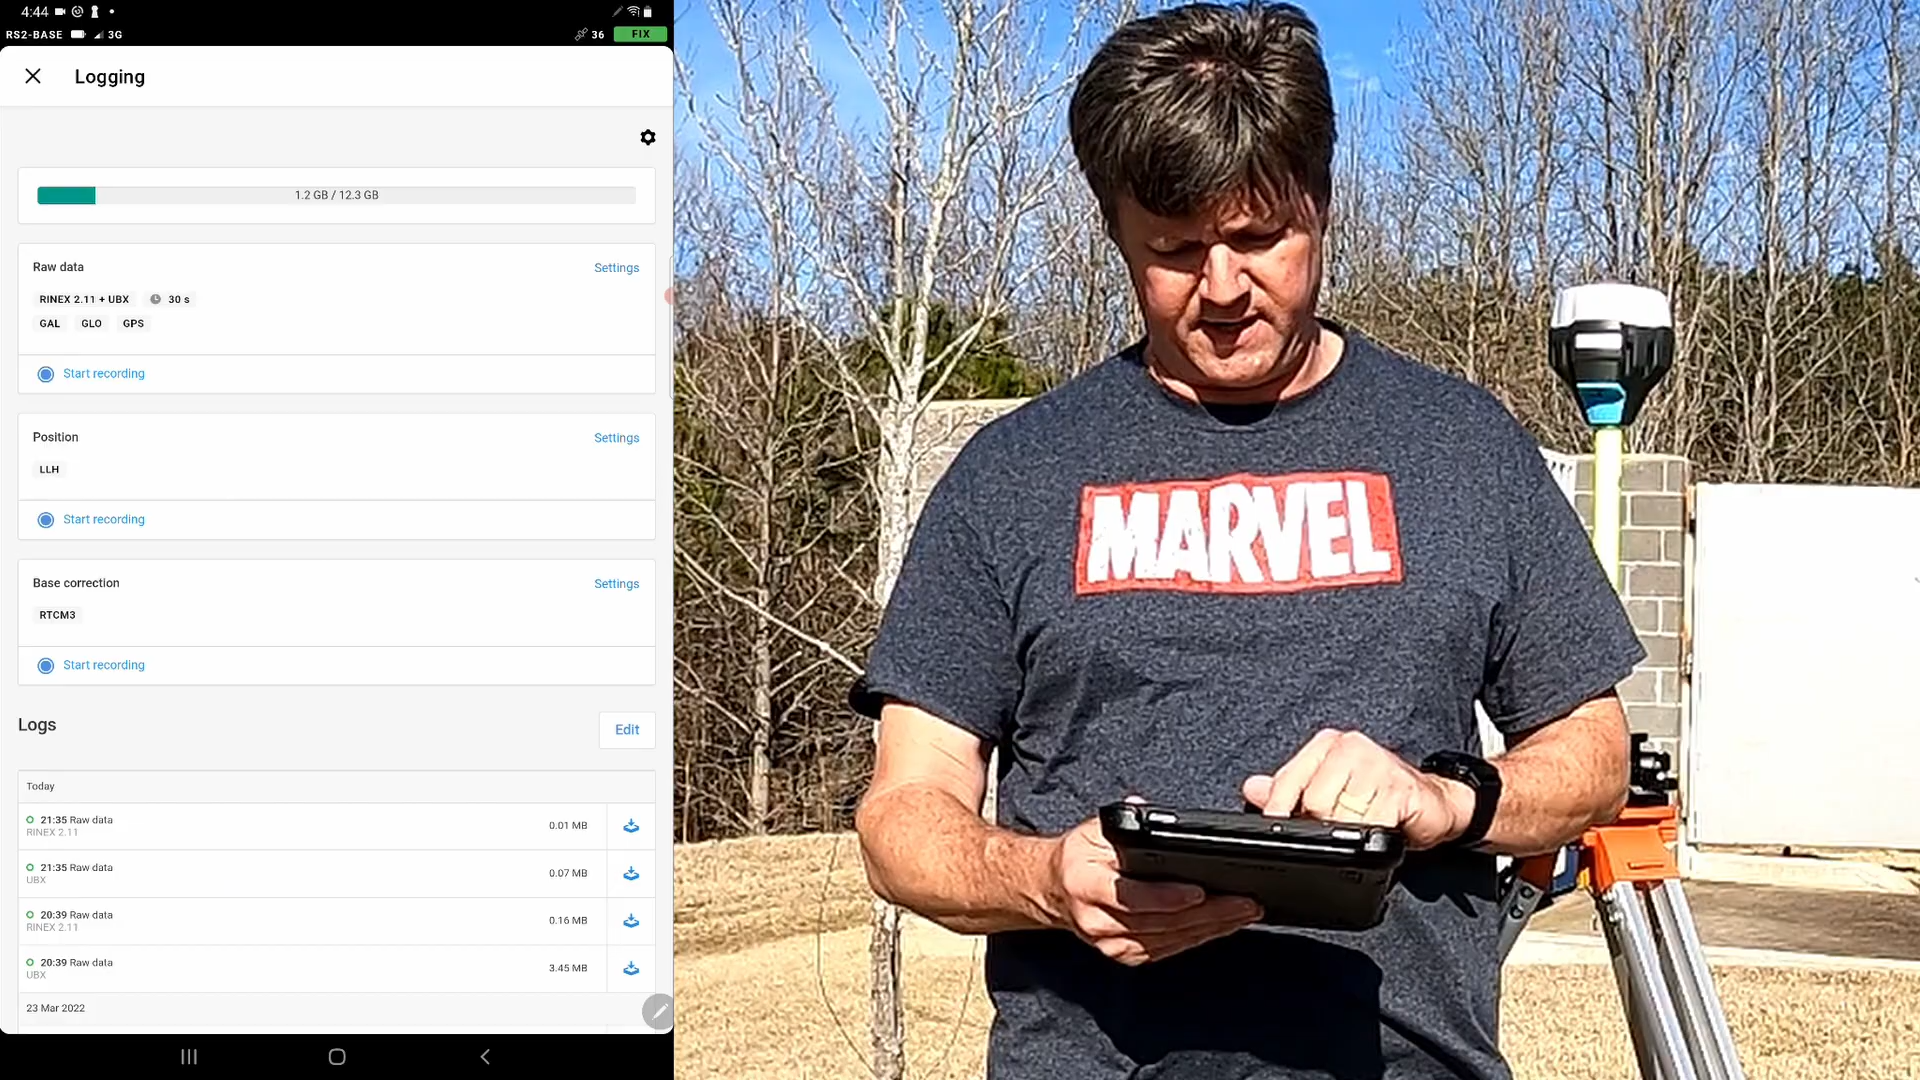 4:44
RS2-BASE 3G 36 FIX
Logging
1.2 GB / 12.3 GB
Raw data Settings
RINEX 2.11 + UBX 30 s
GAL GLO GPS
Start recording
Position Settings
LLH
Start recording
Base correction Settings
RTCM3
Start recording
Logs Edit
Today
21:35 Raw data 0.01 MB
RINEX 2.11
21:35 Raw data 0.07 MB
UBX
20:39 Raw data 0.16 MB
RINEX 2.11
20:39 Raw data 3.45 MB
UBX
23 Mar 2022
MARVEL